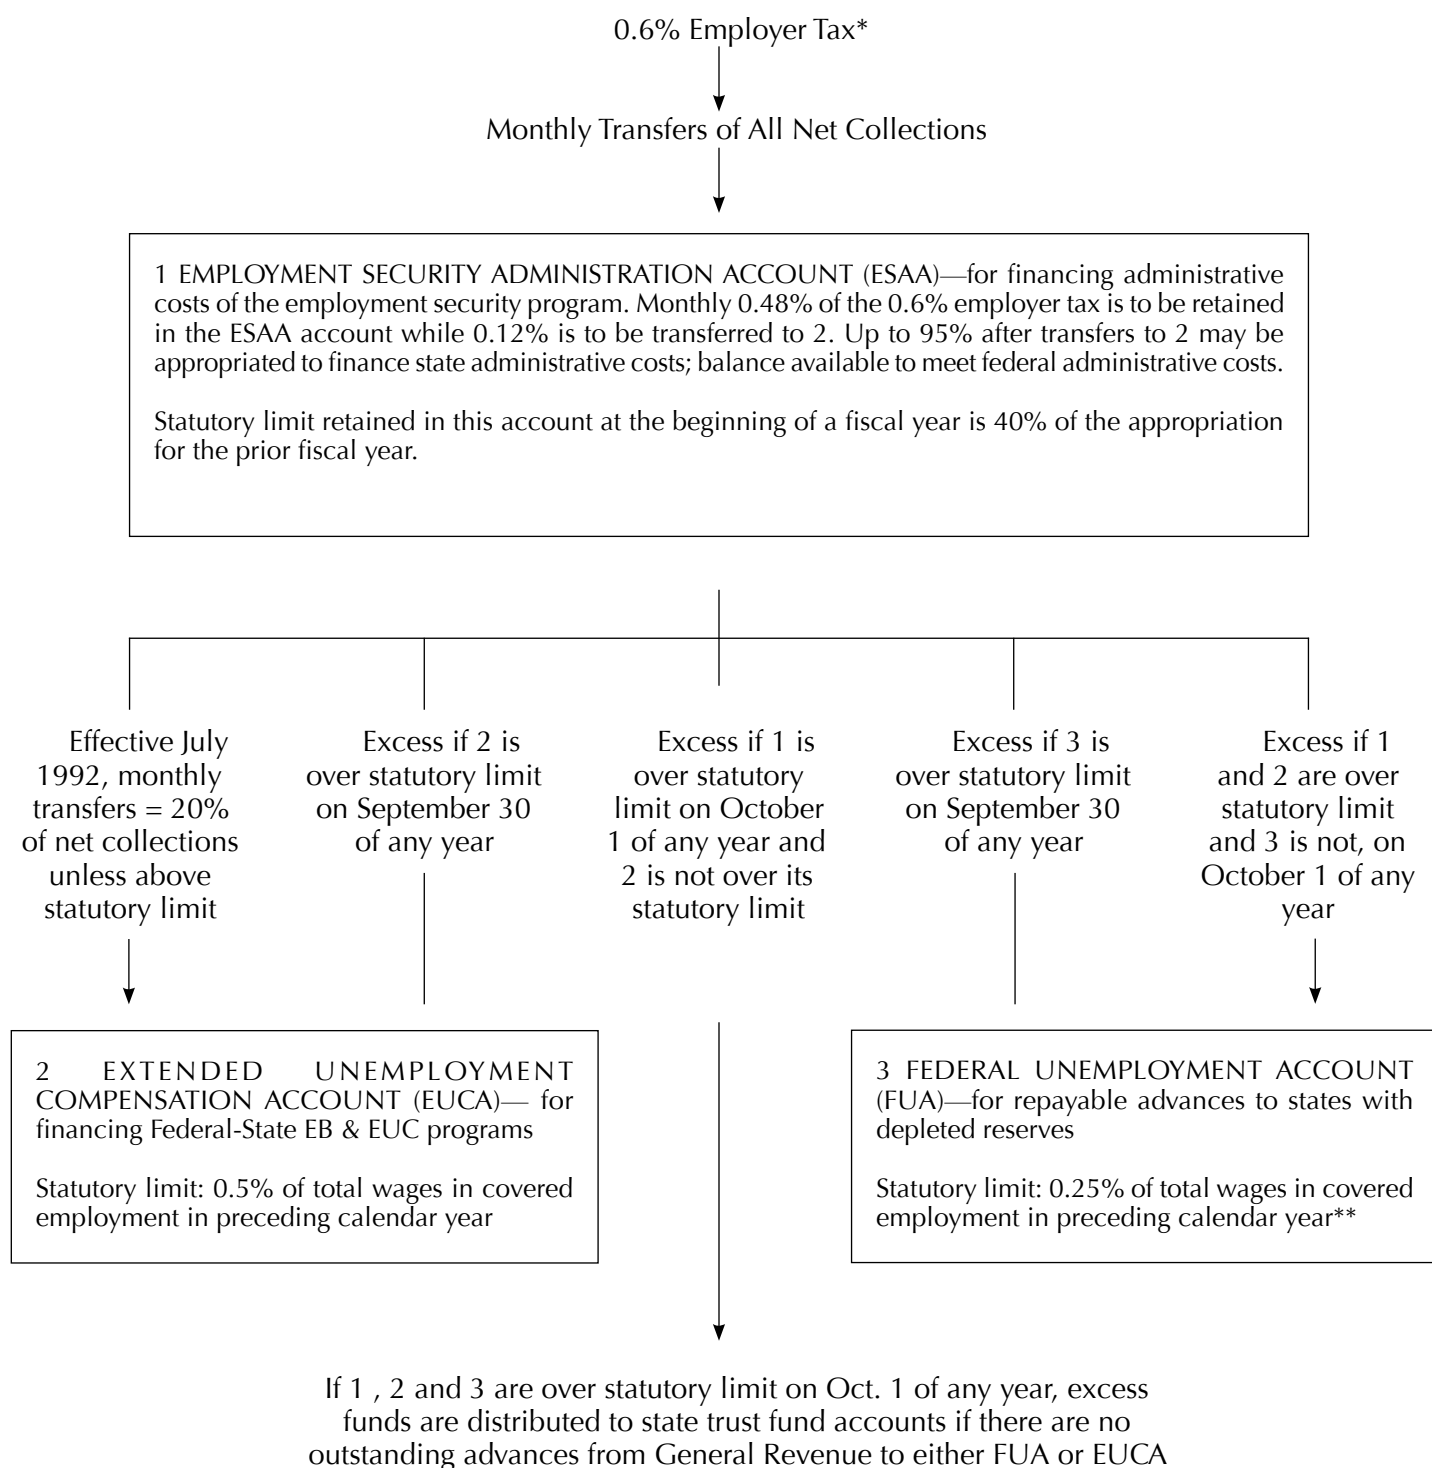 0.6% Employer Tax*
Monthly Transfers of All Net Collections
1 EMPLOYMENT SECURITY ADMINISTRATION ACCOUNT (ESAA)—for financing administrative
costs of the employment security program. Monthly 0.48% of the 0.6% employer tax is to be retained
in the ESAA account while 0.12% is to be transferred to 2. Up to 95% after transfers to 2 may be
appropriated to finance state administrative costs; balance available to meet federal administrative costs.
Statutory limit retained in this account at the beginning of a fiscal year is 40% of the appropriation
for the prior fiscal year.
Effective July
1992, monthly
transfers = 20%
of net collections
unless above
statutory limit
Excess if 2 is
over statutory limit
on September 30
of any year
Excess if 1 is
over statutory
limit on October
1 of any year and
2 is not over its
statutory limit
Excess if 3 is
over statutory limit
on September 30
of any year
Excess if 1
and 2 are over
statutory limit
and 3 is not, on
October 1 of any
year
2 EXTENDED UNEMPLOYMENT
COMPENSATION ACCOUNT (EUCA)— for
financing Federal-State EB & EUC programs
Statutory limit: 0.5% of total wages in covered
employment in preceding calendar year
3 FEDERAL UNEMPLOYMENT ACCOUNT
(FUA)—for repayable advances to states with
depleted reserves
Statutory limit: 0.25% of total wages in covered
employment in preceding calendar year**
If 1 , 2 and 3 are over statutory limit on Oct. 1 of any year, excess
funds are distributed to state trust fund accounts if there are no
outstanding advances from General Revenue to either FUA or EUCA